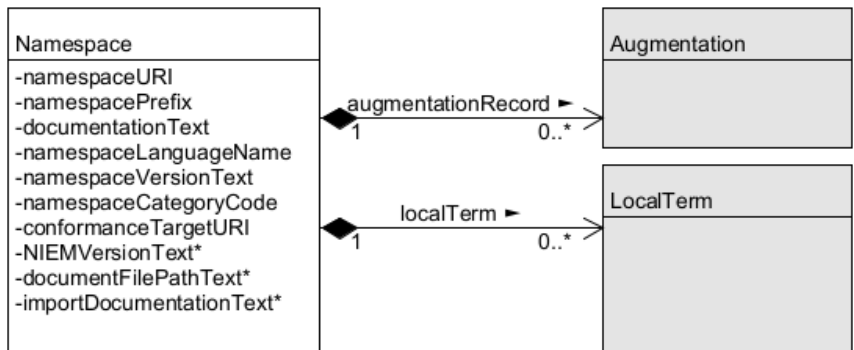 Namespace
-namespaceURI
-namespacePrefix
-documentationText
-namespaceLanguageName
-namespaceVersionText
-namespaceCategoryCode
-conformanceTargetURI
-NIEMVersionText*
-documentFilePathText*
-importDocumentationText*
augmentationRecord ►
1 0..*
localTerm ►
1 0..*
Augmentation
LocalTerm